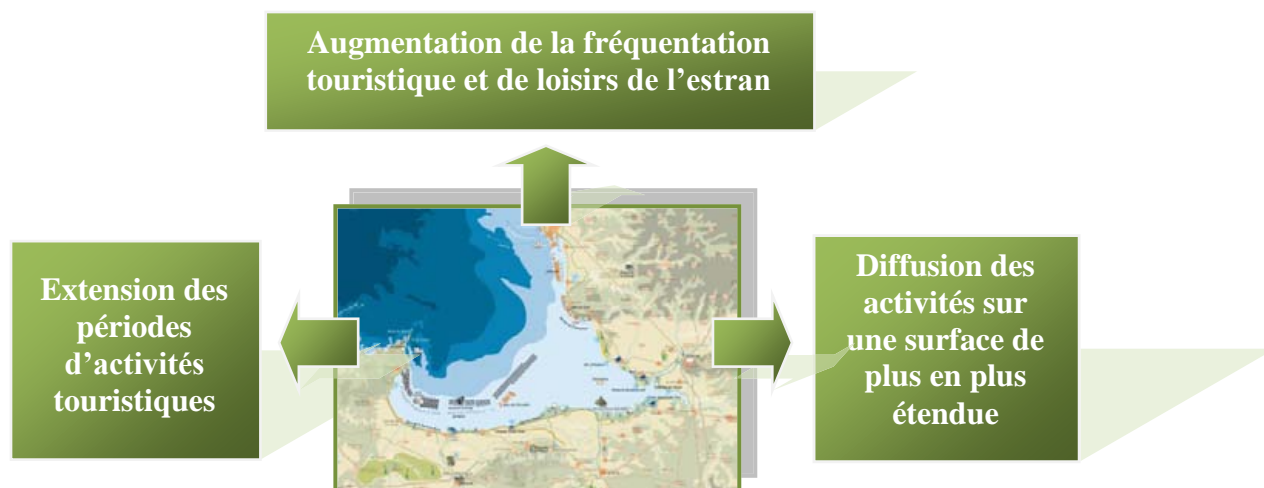 Augmentation de la fréquentation
touristique et de loisirs de l’estran
Extension des
périodes
d’activités
touristiques
Diffusion des
activités sur
une surface de
plus en plus
étendue